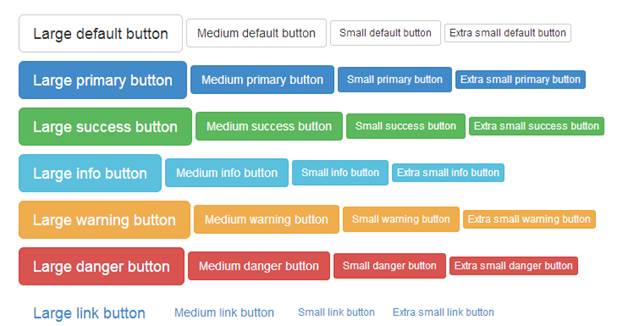 Large default button Medium default button Small default button Extra small default button
Large primary button Medium primary button Small primary button Extra small primary button
Large success button Medium success button Small success button Extra small success button
Large info button Medium info button Small info button Extra small info button
Large warning button Medium warning button Small warning button Extra small warning button
Large danger button Medium danger button Small danger button Extra small danger button
Large link button Medium link button Small link button Extra small link button